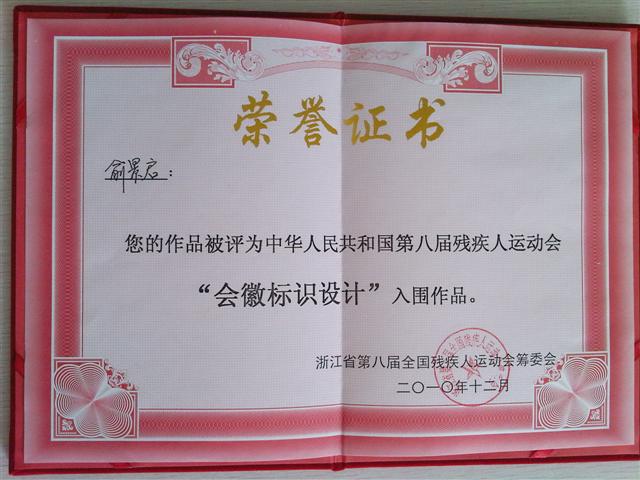 荣誉证书
俞景启：
您的作品被评为中华人民共和国第八届残疾人运动会
“会徽标识设计”入围作品。
浙江省第八届全国残疾人运动会筹委会
二〇一〇年十二月